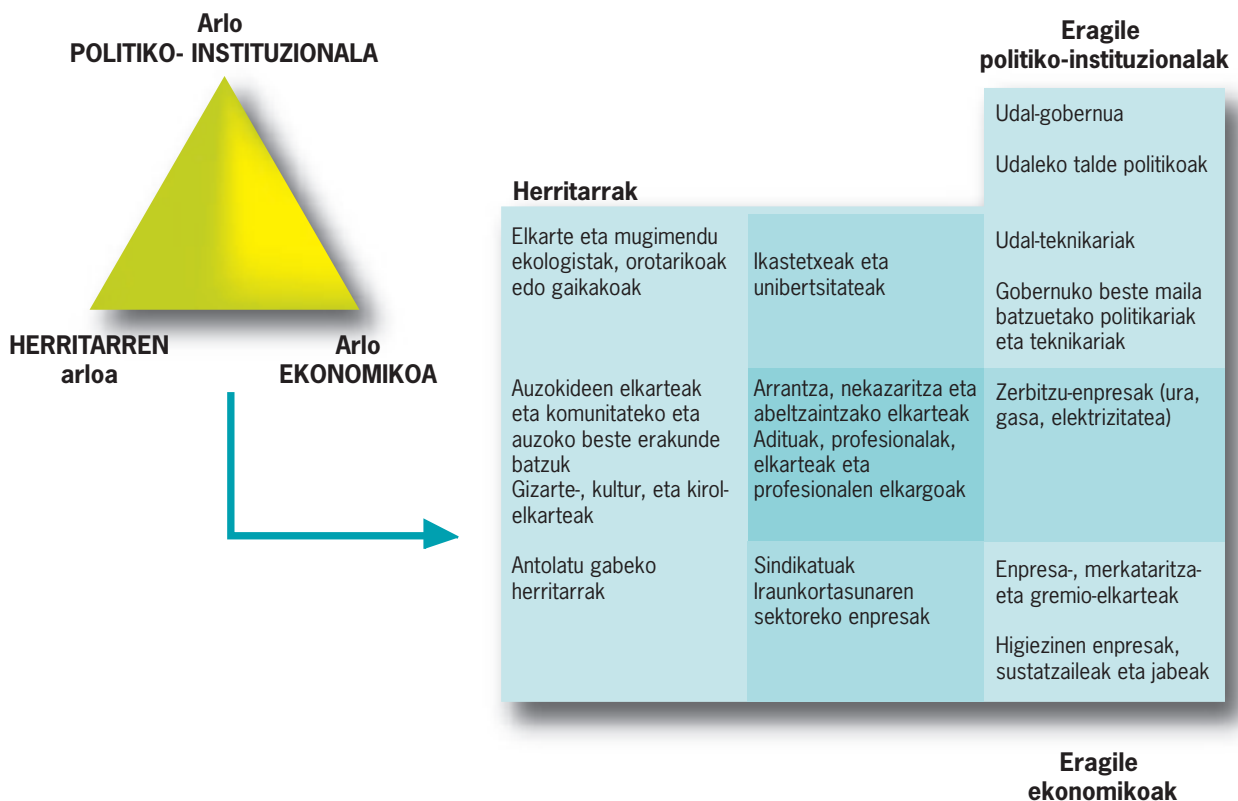 Arlo
POLITIKO- INSTITUZIONALA
HERRITARREN
arloa
Arlo
EKONOMIKOA
Eragile
politiko-instituzionalak
Udal-gobernua
Udaleko talde politikoak
Herritarrak
Elkarte eta mugimendu
ekologistak, orotarikoak
edo gaikakoak
Ikastetxeak eta
unibertsitateak
Udal-teknikariak
Gobernuko beste maila
batzuetako politikariak
eta teknikariak
Auzokideen elkarteak
eta komunitateko eta
auzoko beste erakunde
batzuk
Gizarte-, kultur, eta kirol-
elkarteak
Arrantza, nekazaritza eta
abeltzaintzako elkarteak
Adituak, profesionalak,
elkarteak eta
profesionalen elkargoak
Zerbitzu-enpresak (ura,
gasa, elektrizitatea)
Antolatu gabeko
herritarrak
Sindikatuak
Iraunkortasunaren
sektoreko enpresak
Enpresa-, merkataritza-
eta gremio-elkarteak
Higiezinen enpresak,
sustatzaileak eta jabeak
Eragile
ekonomikoak